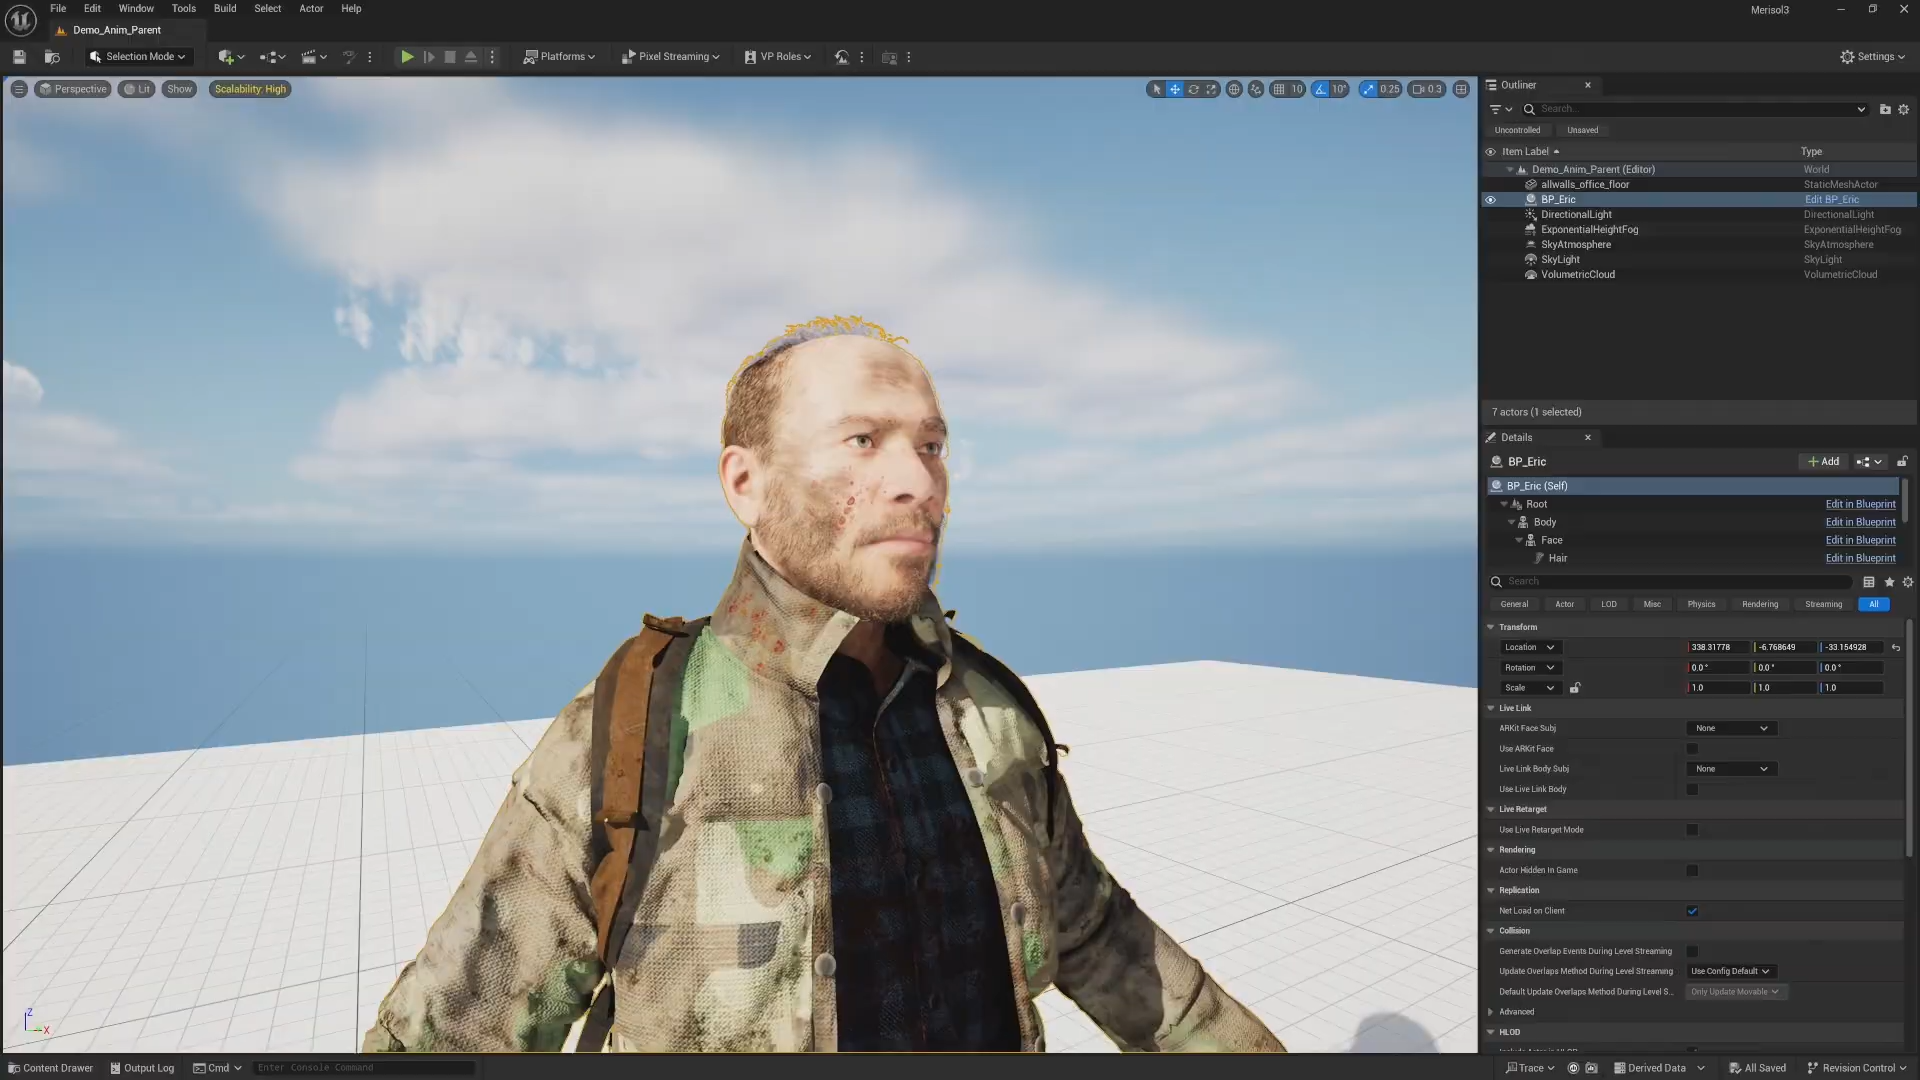 File Edit Window Tools Build Select Actor Help
Merisol3
Demo_Anim_Parent
Selection Mode Platforms Pixel Streaming VP Roles Settings
Perspective Lit Show Scalability: High 10 10° 0.25 0.3
Outliner
Search...
Uncontrolled Unsaved
Item Label Type
Demo_Anim_Parent (Editor) World
allwalls_office_floor StaticMeshActor
BP_Eric Edit BP_Eric
DirectionalLight DirectionalLight
ExponentialHeightFog ExponentialHeightFog
SkyAtmosphere SkyAtmosphere
SkyLight SkyLight
VolumetricCloud VolumetricCloud
7 actors (1 selected)
Details
BP_Eric + Add
BP_Eric (Self)
Root Edit in Blueprint
Body Edit in Blueprint
Face Edit in Blueprint
Hair Edit in Blueprint
Search
General Actor LOD Misc Physics Rendering Streaming All
Transform
Location 338.31778 -6.768649 -33.154928
Rotation 0.0° 0.0° 0.0°
Scale 1.0 1.0 1.0
Live Link
ARKit Face Subj None
Use ARKit Face
Live Link Body Subj None
Use Live Link Body
Live Retarget
Use Live Retarget Mode
Rendering
Actor Hidden In Game
Replication
Net Load on Client
Collision
Generate Overlap Events During Level Streaming
Update Overlaps Method During Level Streaming Use Config Default
Default Update Overlaps Method During Level S... Only Update Movable
Advanced
HLOD
Z
X
Content Drawer Output Log Cmd Enter Console Command Trace Derived Data All Saved Revision Control